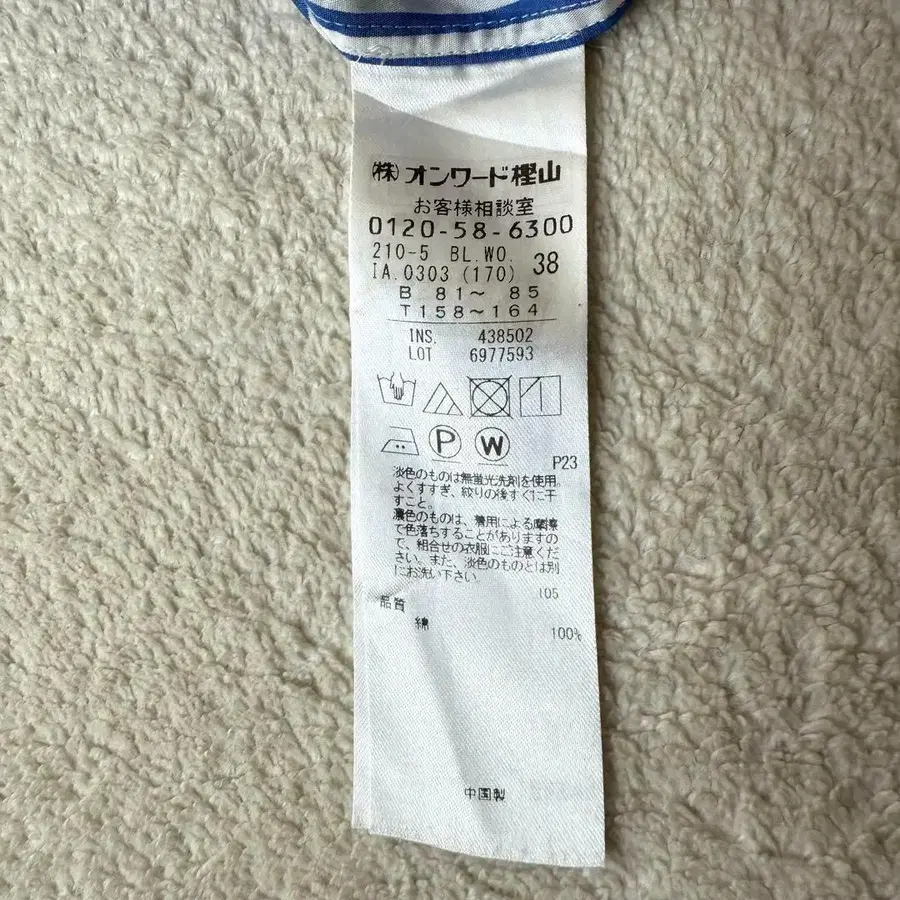 ㈱オンワード樫山
お客様相談室
0120-58-6300
210-5 BL.WO. 38
IA.0303 (170)
B 81～ 85
T158～164
INS. 438502
LOT 6977593
P W
P23
淡色のものは無蛍光洗剤を使用。
よくすすぎ、絞りの後すぐに干
すこと。
濃色のものは、着用による摩擦
で色落ちすることがありますの
で、組合せの衣服にご注意くだ
さい。また、淡色のものとは別
にお洗い下さい。
105
品質
綿 100%
中国製